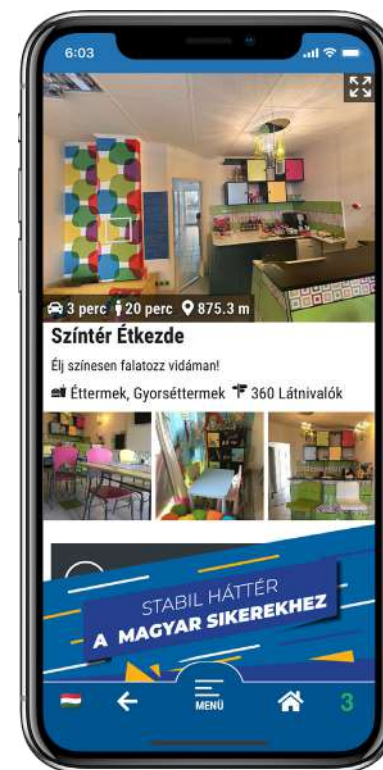 6:03
3 perc 20 perc 875.3 m
Színtér Étkezde
Élj színesen falatozz vidáman!
Éttermek, Gyorséttermek 360 Látnivalók
STABIL HÁTTÉR
A MAGYAR SIKEREKHEZ
MENÜ
3